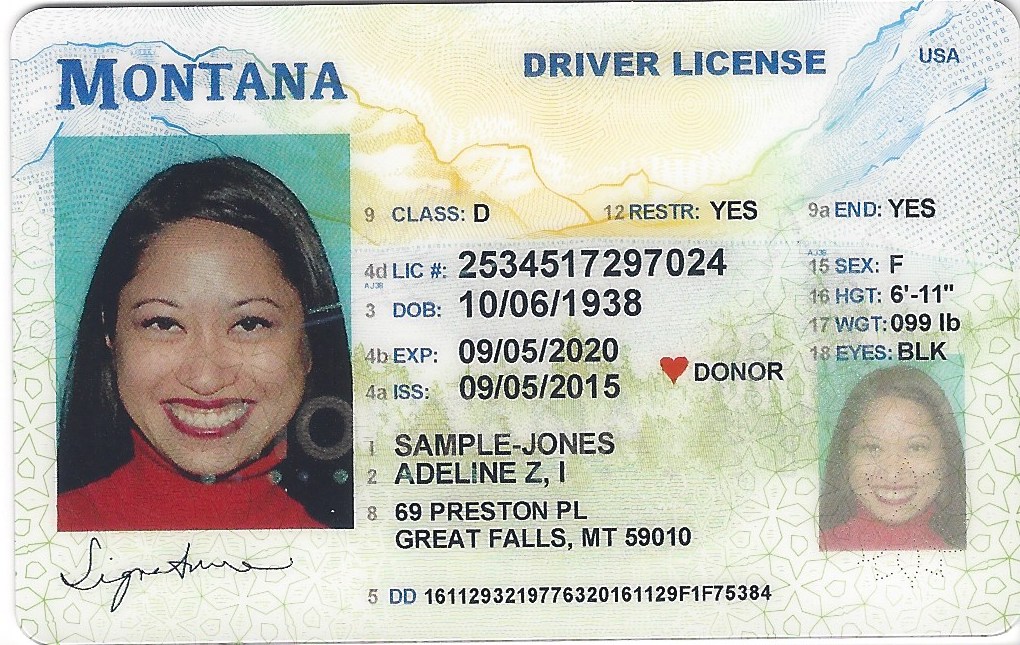 MONTANA
DRIVER LICENSE
USA
9 CLASS: D 12 RESTR: YES 9a END: YES
4d LIC #: 2534517297024
15 SEX: F
3 DOB: 10/06/1938
16 HGT: 6'-11"
17 WGT: 099 lb
4b EXP: 09/05/2020
18 EYES: BLK
4a ISS: 09/05/2015
DONOR
1 SAMPLE-JONES
2 ADELINE Z, I
8 69 PRESTON PL
GREAT FALLS, MT 59010
Signature
5 DD 1611293219776320161129F1F75384